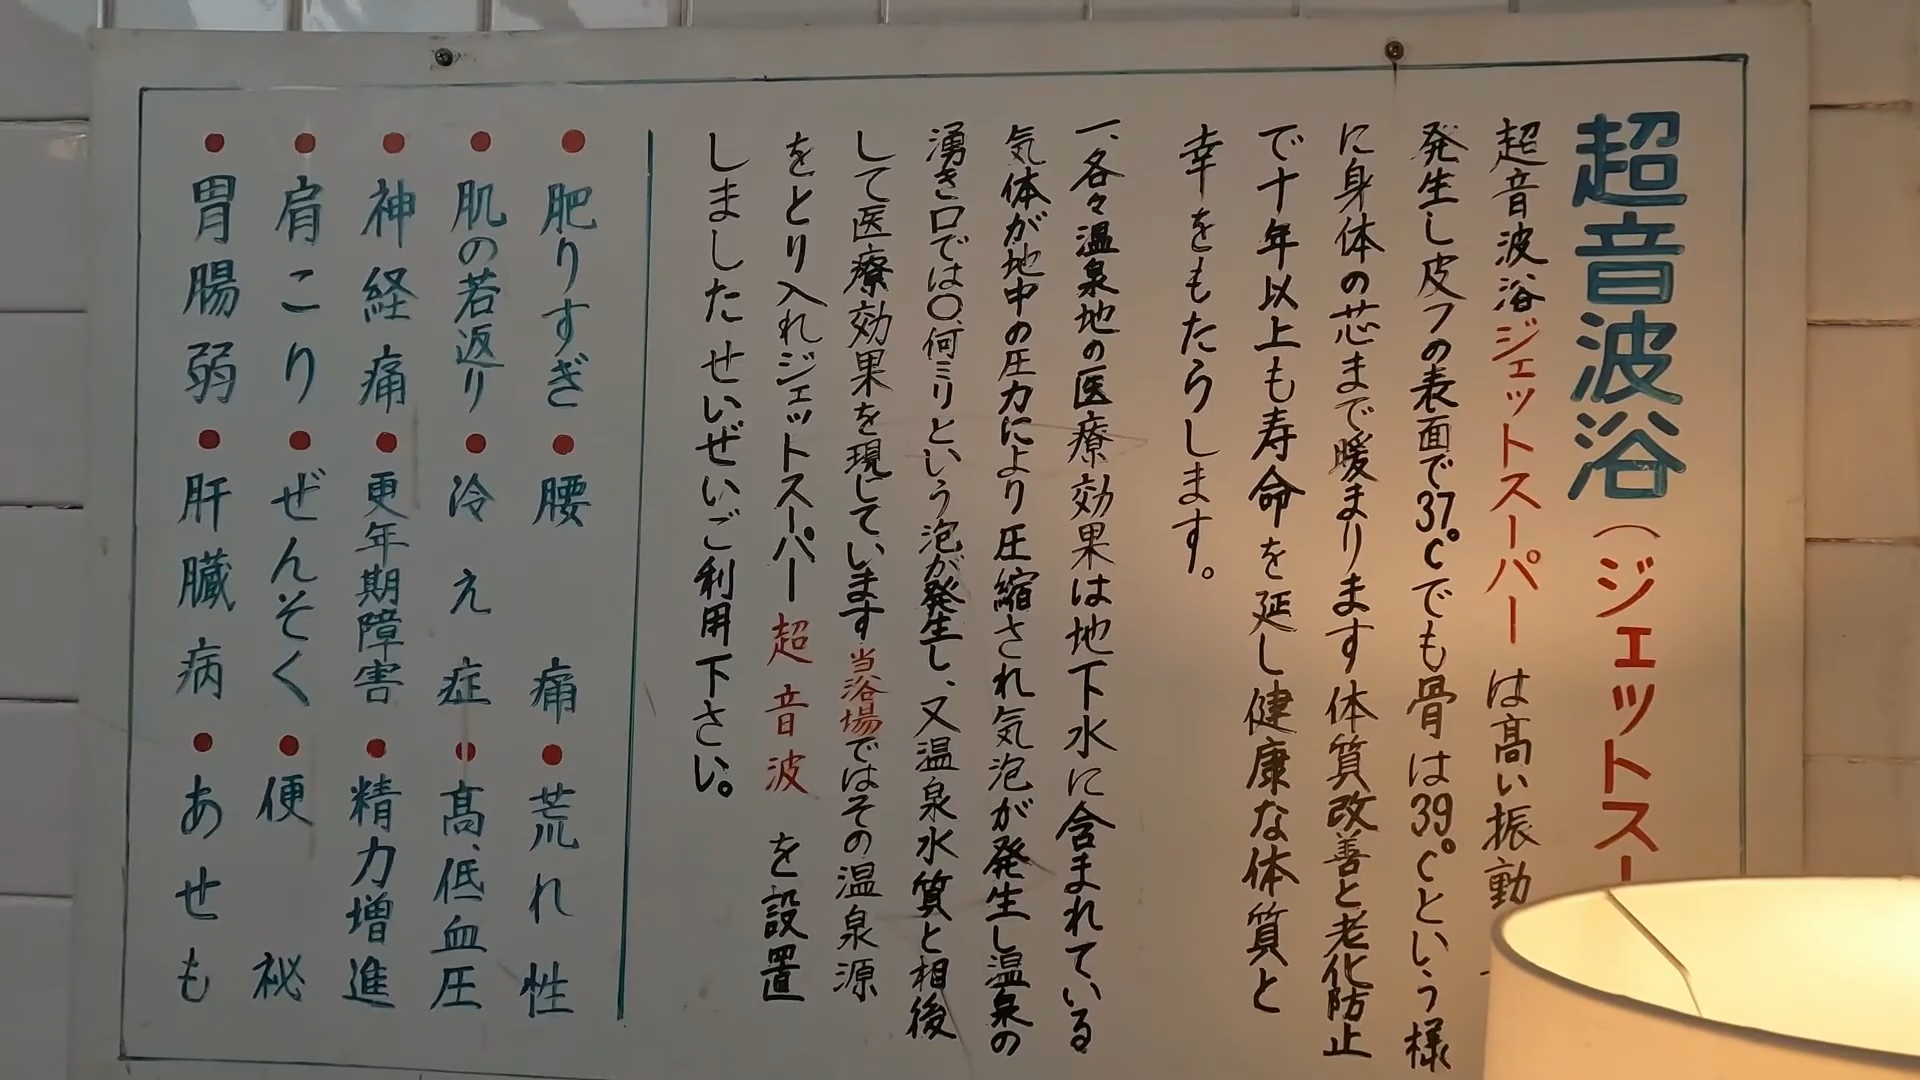 超音波浴（ジェットスー
超音波浴ジェットスーパーは高い振動
発生し皮フの表面で37°Cでも骨は39°Cという様
に身体の芯まで暖まります体質改善と老化防止
で十年以上も寿命を延し健康な体質と
幸をもたらします。
一、各々温泉地の医療効果は地下水に含まれている
気体が地中の圧力により圧縮され気泡が発生し温泉の
湧き口では〇、何ミリという泡が発生し、又温泉水質と相後
して医療効果を現じています当浴場ではその温泉源
をとり入れジェットスーパー超音波を設置
しましたせいぜいご利用下さい。
●肥りすぎ●腰痛●荒れ性
●肌の若返り●冷え症●高、低血圧
●神経痛●更年期障害●精力増進
●肩こり●ぜんそく●便祕
●胃腸弱●肝臓病●あせも